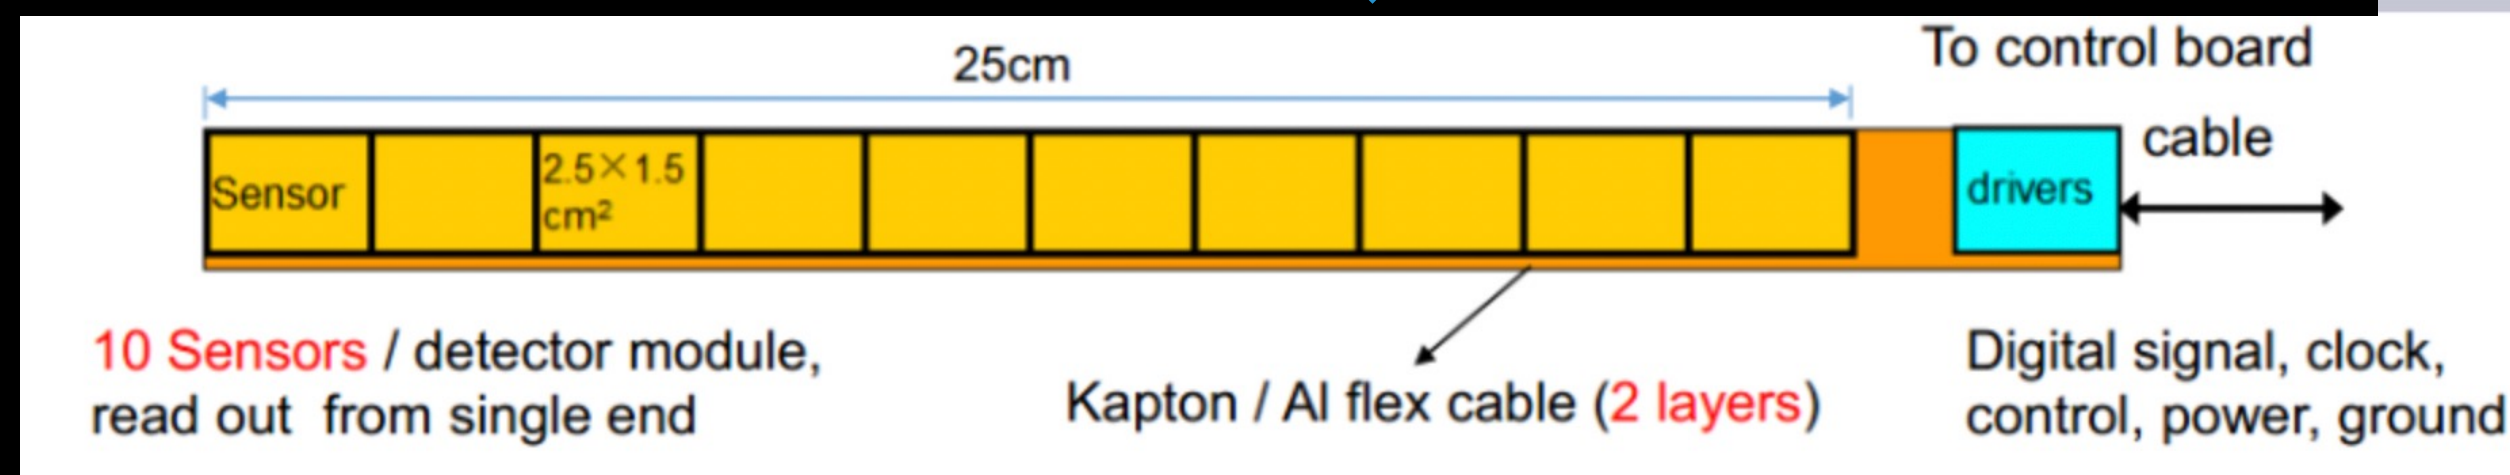 25cm
To control board
cable
Sensor
2.5×1.5
cm²
drivers
10 Sensors / detector module,
read out from single end
Kapton / Al flex cable (2 layers)
Digital signal, clock,
control, power, ground